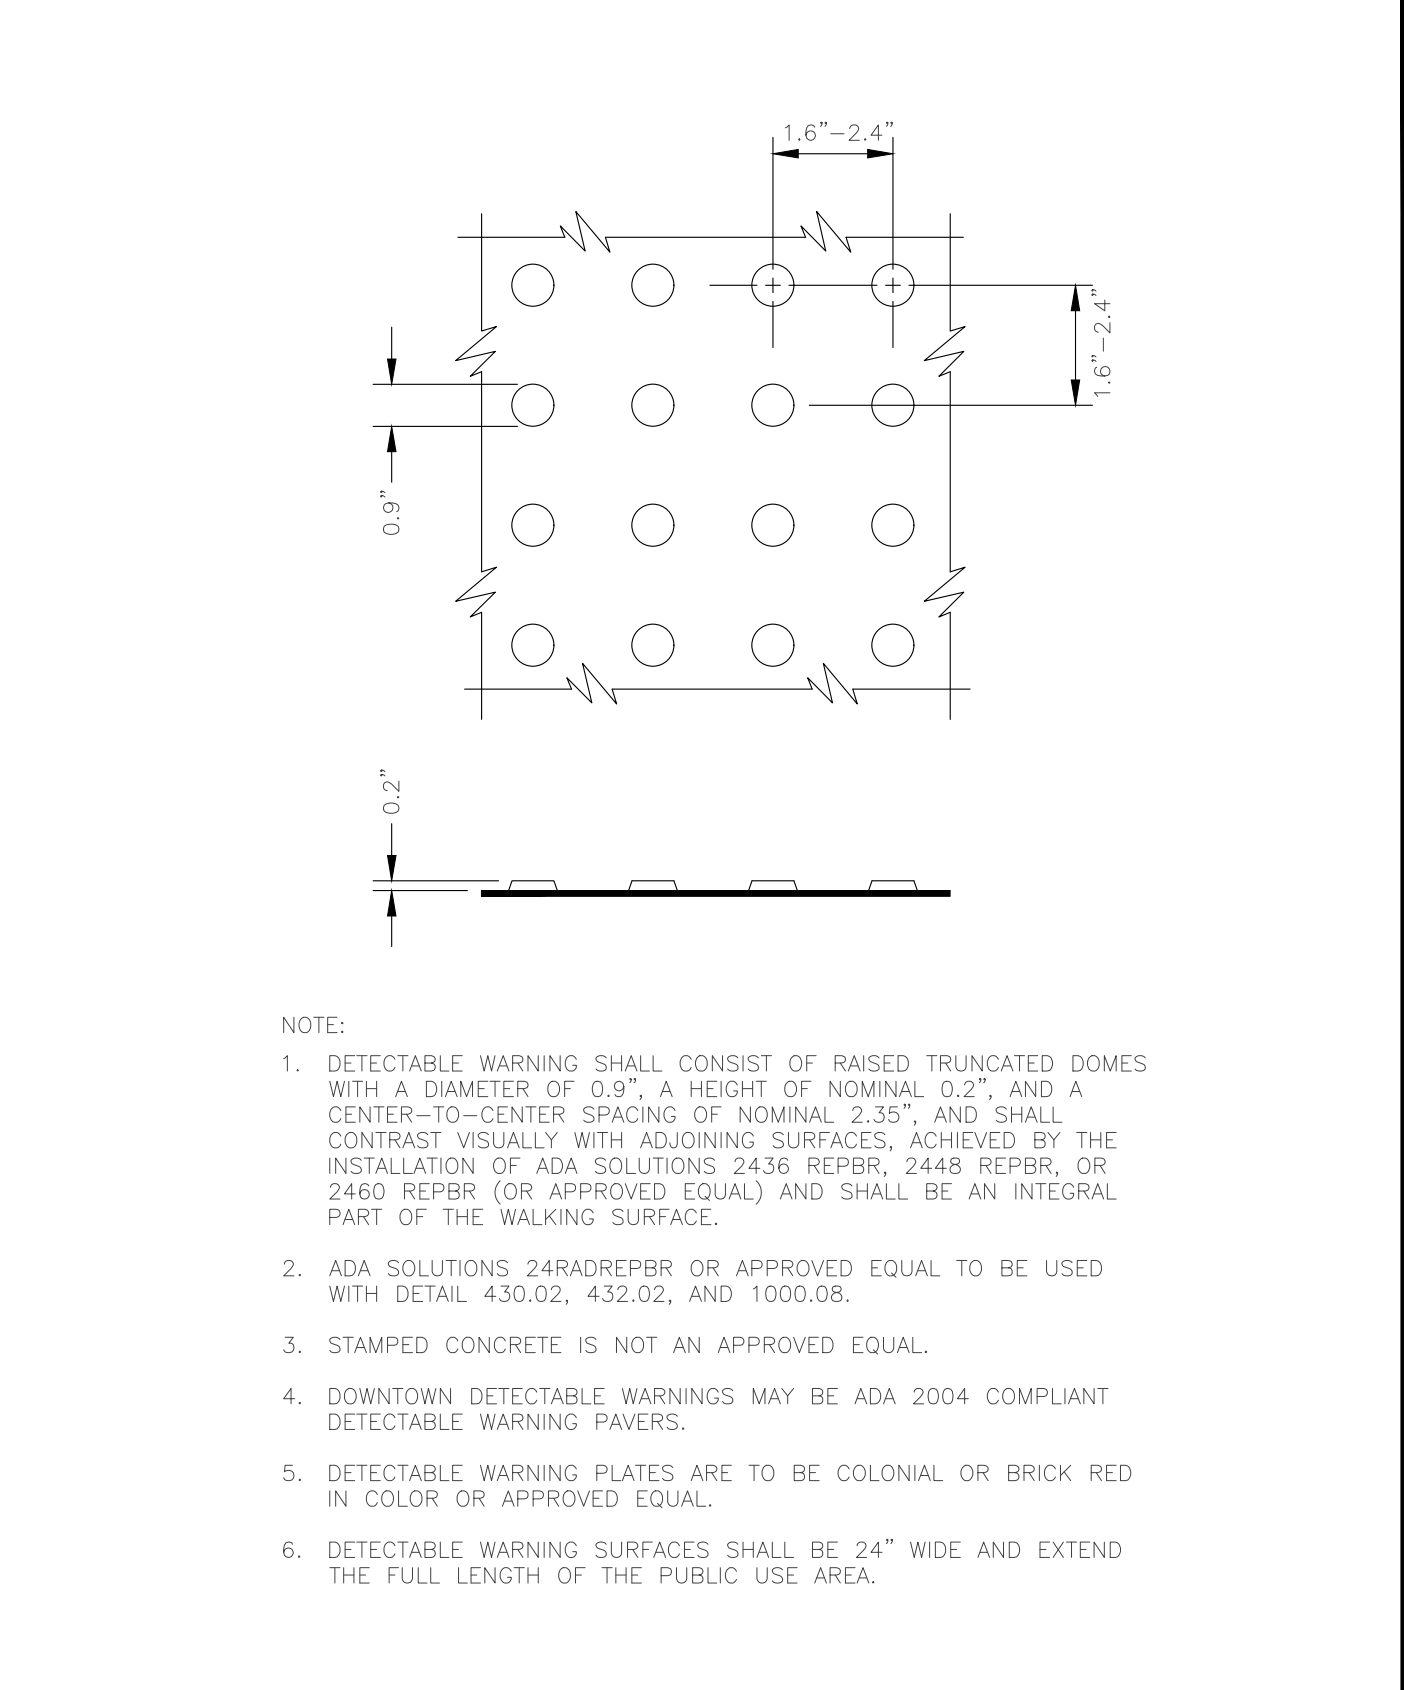 1.6”–2.4”
1.6”–2.4”
0.9”
0.2”
NOTE:
1. DETECTABLE WARNING SHALL CONSIST OF RAISED TRUNCATED DOMES
WITH A DIAMETER OF 0.9”, A HEIGHT OF NOMINAL 0.2”, AND A
CENTER–TO–CENTER SPACING OF NOMINAL 2.35”, AND SHALL
CONTRAST VISUALLY WITH ADJOINING SURFACES, ACHIEVED BY THE
INSTALLATION OF ADA SOLUTIONS 2436 REPBR, 2448 REPBR, OR
2460 REPBR (OR APPROVED EQUAL) AND SHALL BE AN INTEGRAL
PART OF THE WALKING SURFACE.
2. ADA SOLUTIONS 24RADREPBR OR APPROVED EQUAL TO BE USED
WITH DETAIL 430.02, 432.02, AND 1000.08.
3. STAMPED CONCRETE IS NOT AN APPROVED EQUAL.
4. DOWNTOWN DETECTABLE WARNINGS MAY BE ADA 2004 COMPLIANT
DETECTABLE WARNING PAVERS.
5. DETECTABLE WARNING PLATES ARE TO BE COLONIAL OR BRICK RED
IN COLOR OR APPROVED EQUAL.
6. DETECTABLE WARNING SURFACES SHALL BE 24” WIDE AND EXTEND
THE FULL LENGTH OF THE PUBLIC USE AREA.